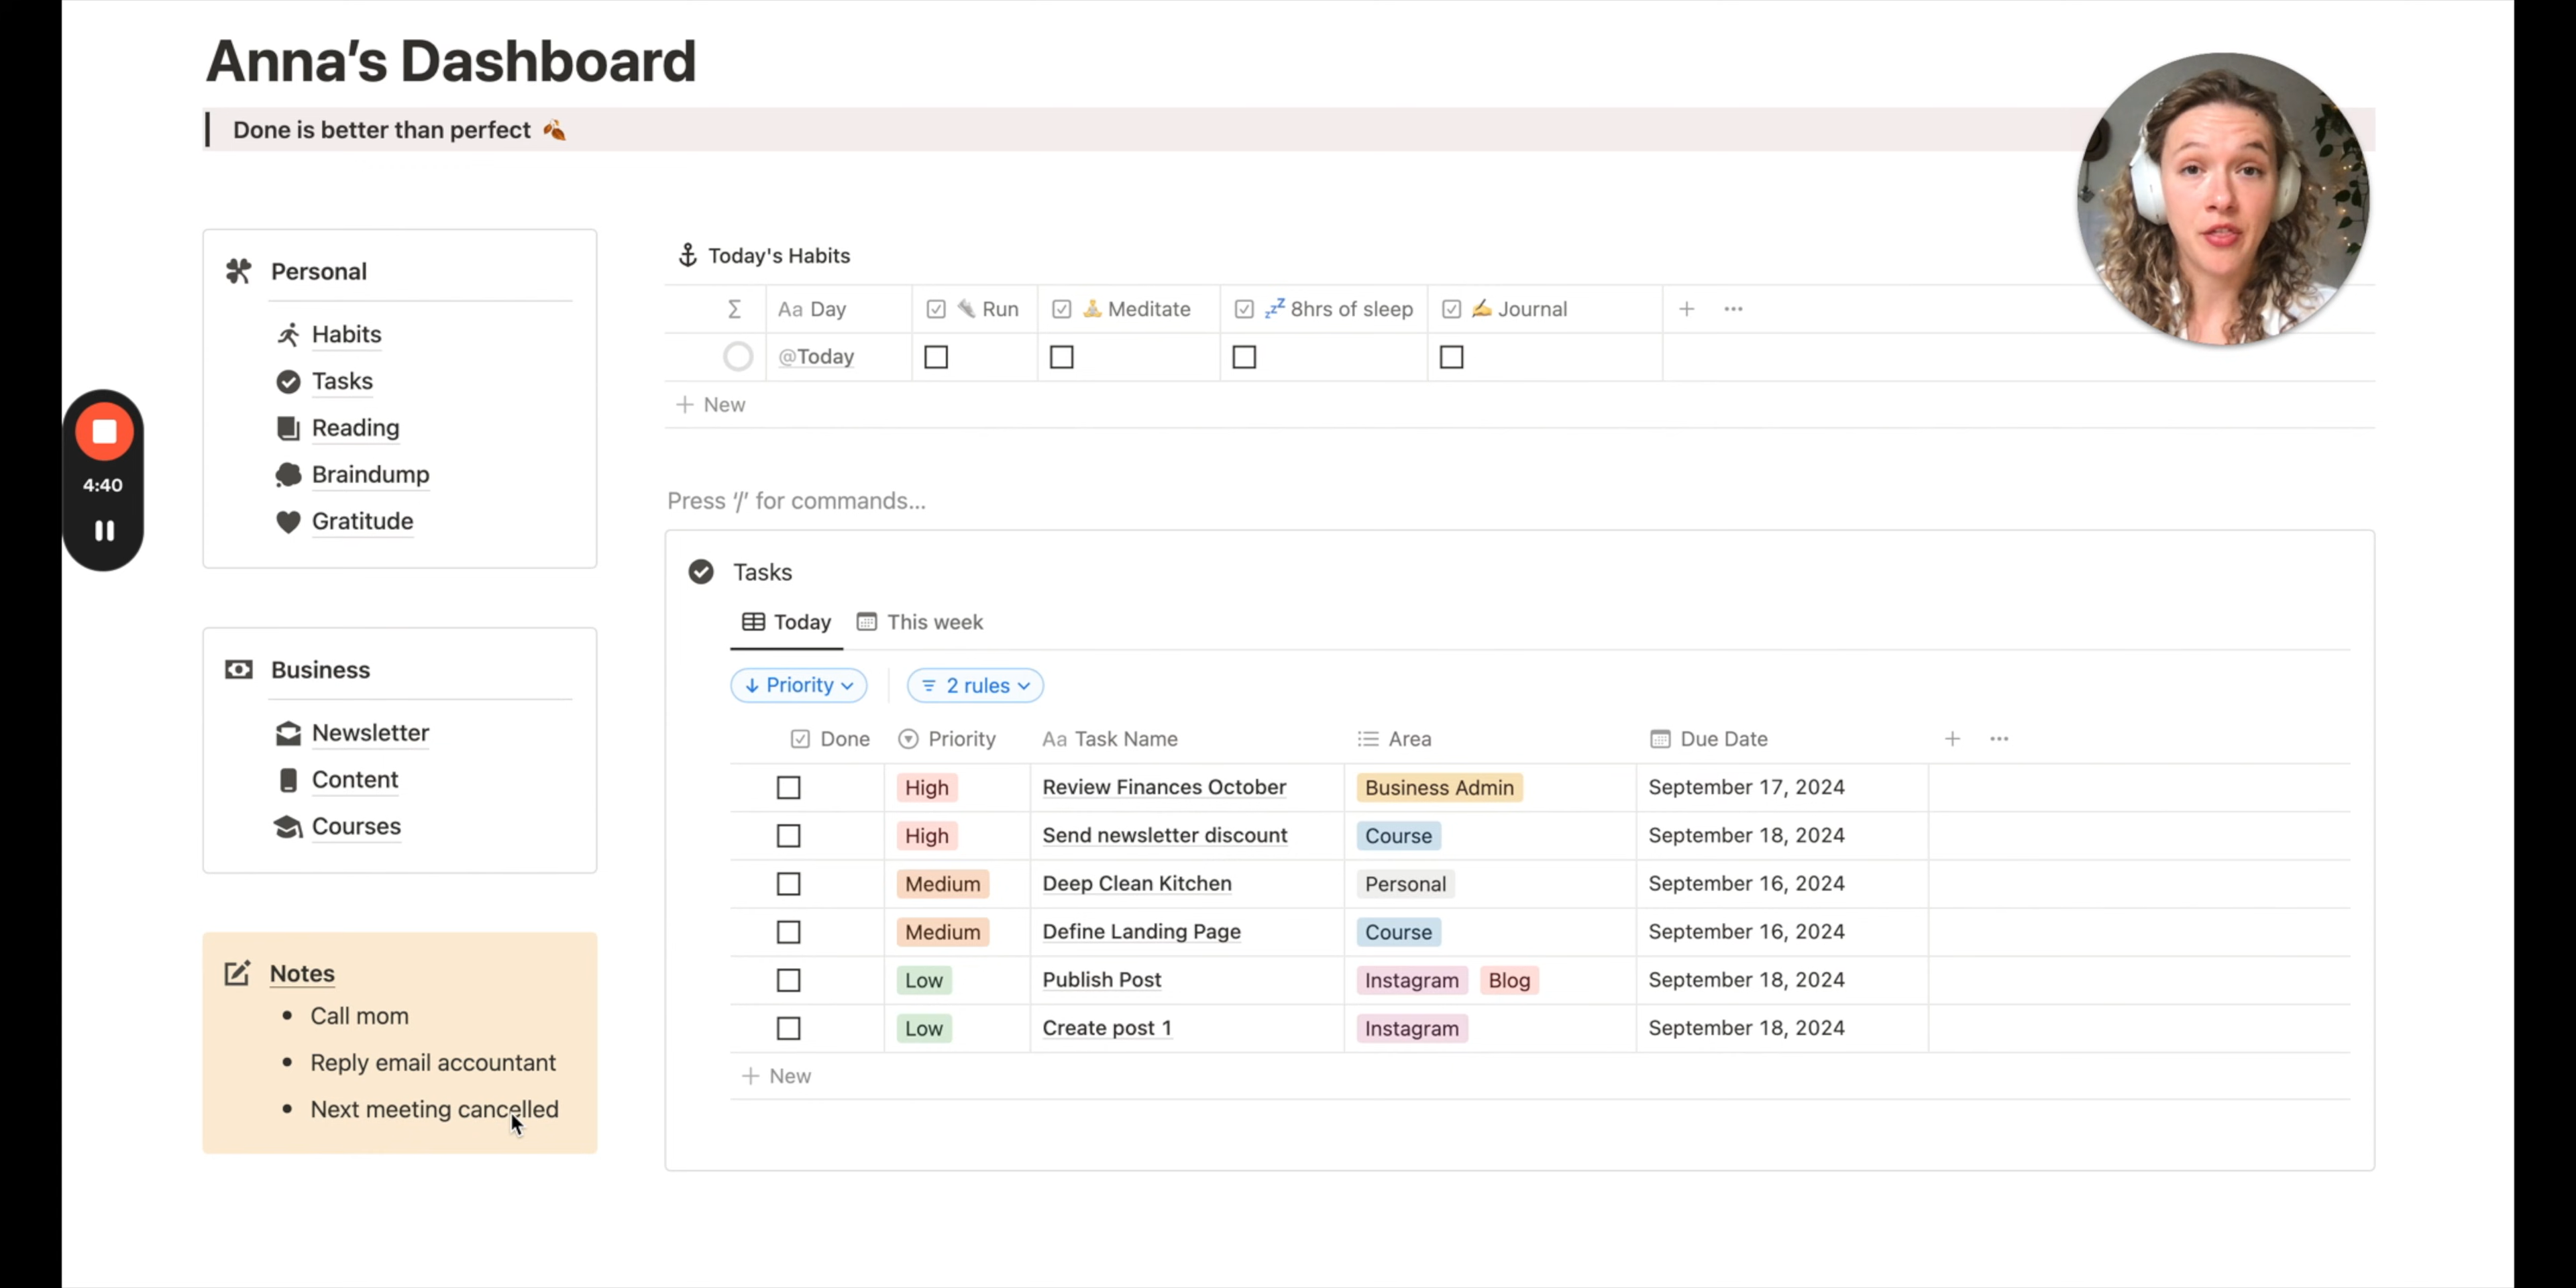 Anna's Dashboard
Done is better than perfect
Personal
Habits
Tasks
Reading
Braindump
Gratitude
4:40
Business
Newsletter
Content
Courses
Notes
• Call mom
• Reply email accountant
• Next meeting cancelled
Today's Habits
Σ Aa Day Run Meditate 8hrs of sleep Journal + ...
@Today
+ New
Press '/' for commands...
Tasks
Today This week
↓ Priority 2 rules
Done Priority Aa Task Name Area Due Date + ...
High Review Finances October Business Admin September 17, 2024
High Send newsletter discount Course September 18, 2024
Medium Deep Clean Kitchen Personal September 16, 2024
Medium Define Landing Page Course September 16, 2024
Low Publish Post Instagram Blog September 18, 2024
Low Create post 1 Instagram September 18, 2024
+ New